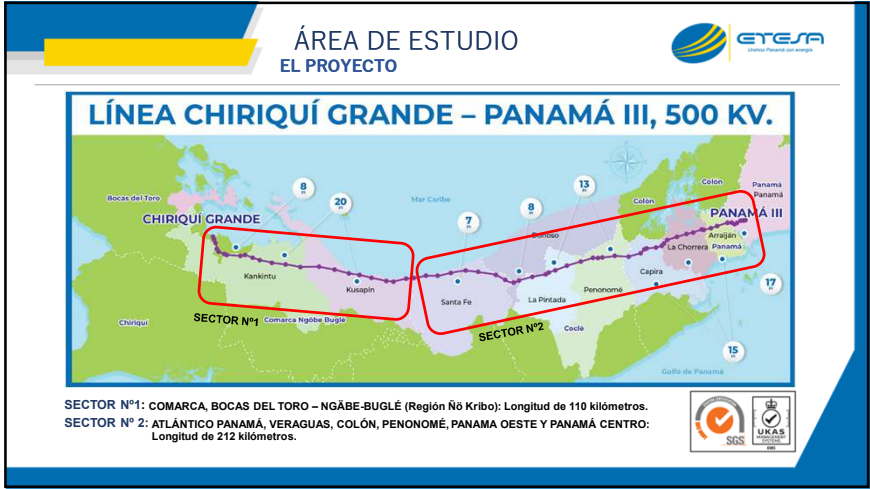 ÁREA DE ESTUDIO
EL PROYECTO
ETESA
Unimos Panamá con energía
LÍNEA CHIRIQUÍ GRANDE – PANAMÁ III, 500 KV.
Bocas del Toro
CHIRIQUÍ GRANDE
8
20
Mar Caribe
7
8
13
Colón
Colón
Panamá
Panamá
PANAMÁ III
Donoso
Arraiján
La Chorrera
Panamá
Kankintu
Kusapin
Santa Fe
La Pintada
Penonomé
Capira
17
Chiriquí
SECTOR Nº1
Comarca Ngöbe Buglé
SECTOR Nº2
Coclé
15
Golfo de Panamá
SECTOR Nº1: COMARCA, BOCAS DEL TORO – NGÄBE-BUGLÉ (Región Ñö Kribo): Longitud de 110 kilómetros.
SECTOR Nº 2: ATLÁNTICO PANAMÁ, VERAGUAS, COLÓN, PENONOMÉ, PANAMA OESTE Y PANAMÁ CENTRO:
Longitud de 212 kilómetros.
SGS
UKAS
MANAGEMENT
SYSTEMS